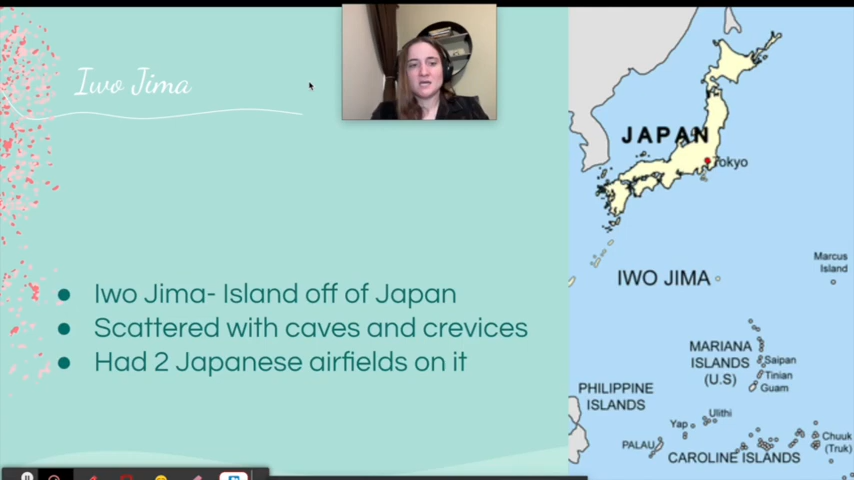 Iwo Jima
Iwo Jima- Island off of Japan
Scattered with caves and crevices
Had 2 Japanese airfields on it
JAPAN
Tokyo
Marcus
Island
IWO JIMA
MARIANA
ISLANDS
(U.S)
Saipan
Tinian
Guam
PHILIPPINE
ISLANDS
Ulithi
Yap
PALAU
Chuuk
(Truk)
CAROLINE ISLANDS